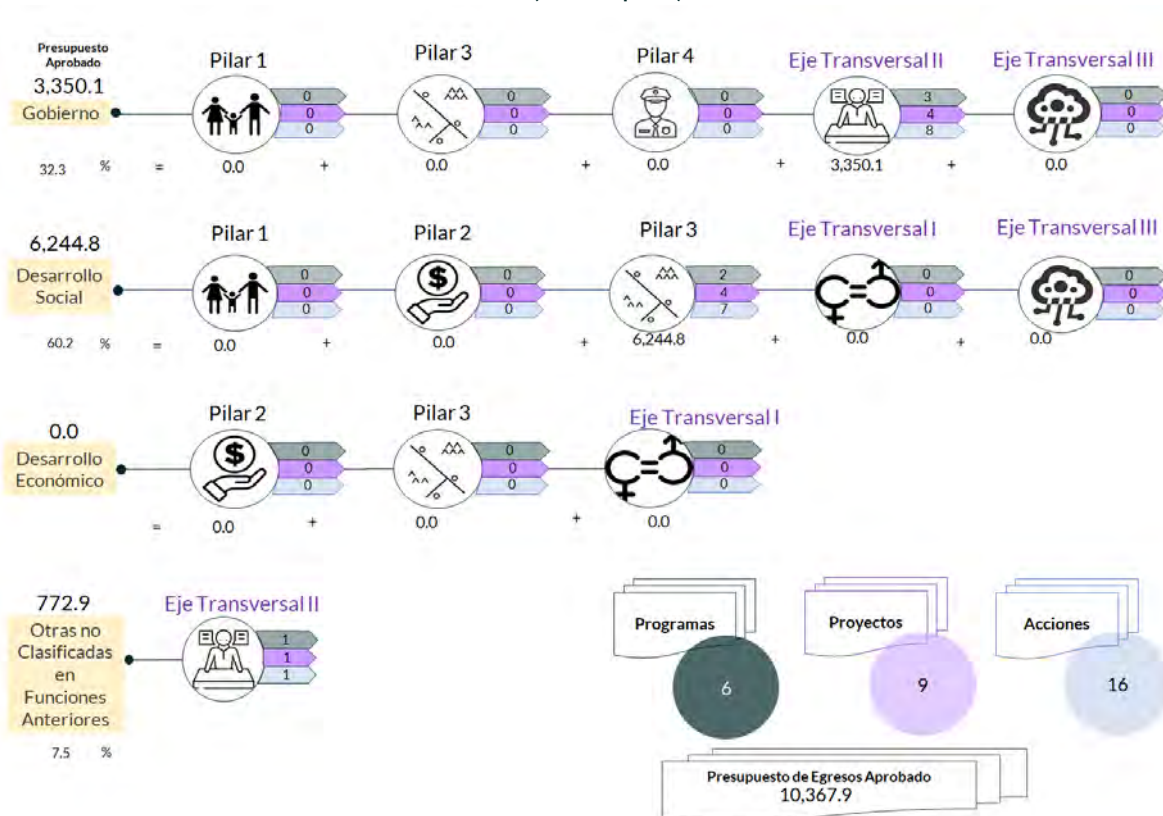 Presupuesto
Aprobado
3,350.1
Gobierno
32.3 %
Pilar 1
0
0
0
Pilar 3
0
0
0
Pilar 4
0
0
0
Eje Transversal II
3
4
8
Eje Transversal III
0
0
0
= 0.0 + 0.0 + 0.0 + 3,350.1 + 0.0
6,244.8
Desarrollo
Social
60.2 %
Pilar 1
0
0
0
Pilar 2
0
0
0
Pilar 3
2
4
7
Eje Transversal I
0
0
0
Eje Transversal III
0
0
0
= 0.0 + 0.0 + 6,244.8 + 0.0 + 0.0
0.0
Desarrollo
Económico
Pilar 2
0
0
0
Pilar 3
0
0
0
Eje Transversal I
0
0
0
= 0.0 + 0.0 + 0.0
772.9
Otras no
Clasificadas
en
Funciones
Anteriores
7.5 %
Eje Transversal II
1
1
1
Programas
6
Proyectos
9
Acciones
16
Presupuesto de Egresos Aprobado
10,367.9